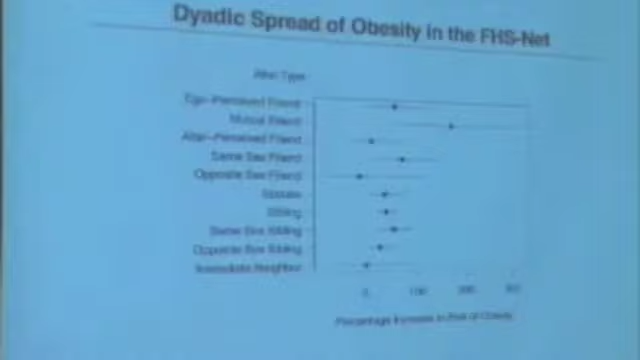 Dyadic Spread of Obesity in the FHS-Net
Alter Type
Ego-Perceived Friend
Mutual Friend
Alter-Perceived Friend
Same Sex Friend
Opposite Sex Friend
Spouse
Sibling
Same Sex Sibling
Opposite Sex Sibling
Immediate Neighbor
0 100 200
Percentage Increase in Risk of Obesity